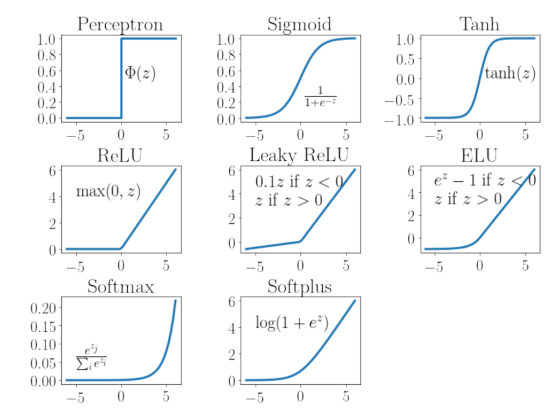 Perceptron
1.0
0.8
0.6
0.4
0.2
0.0
Φ(z)
−5 0 5
Sigmoid
1.0
0.8
0.6
0.4
0.2
0.0
1
1+e^{−z}
−5 0 5
Tanh
1.0
0.5
0.0
−0.5
−1.0
tanh(z)
−5 0 5
ReLU
6
4
2
0
max(0, z)
−5 0 5
Leaky ReLU
6
4
2
0
0.1z if z < 0
z if z > 0
−5 0 5
ELU
6
4
2
0
e^z − 1 if z < 0
z if z > 0
−5 0 5
Softmax
0.20
0.15
0.10
0.05
0.00
e^{z_j}
∑_i e^{z_i}
−5 0 5
Softplus
6
4
2
0
log(1 + e^z)
−5 0 5